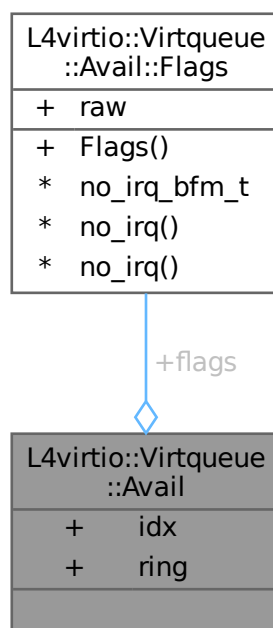 L4virtio::Virtqueue
::Avail::Flags
+ raw
+ Flags()
* no_irq_bfm_t
* no_irq()
* no_irq()
+flags
L4virtio::Virtqueue
::Avail
+ idx
+ ring